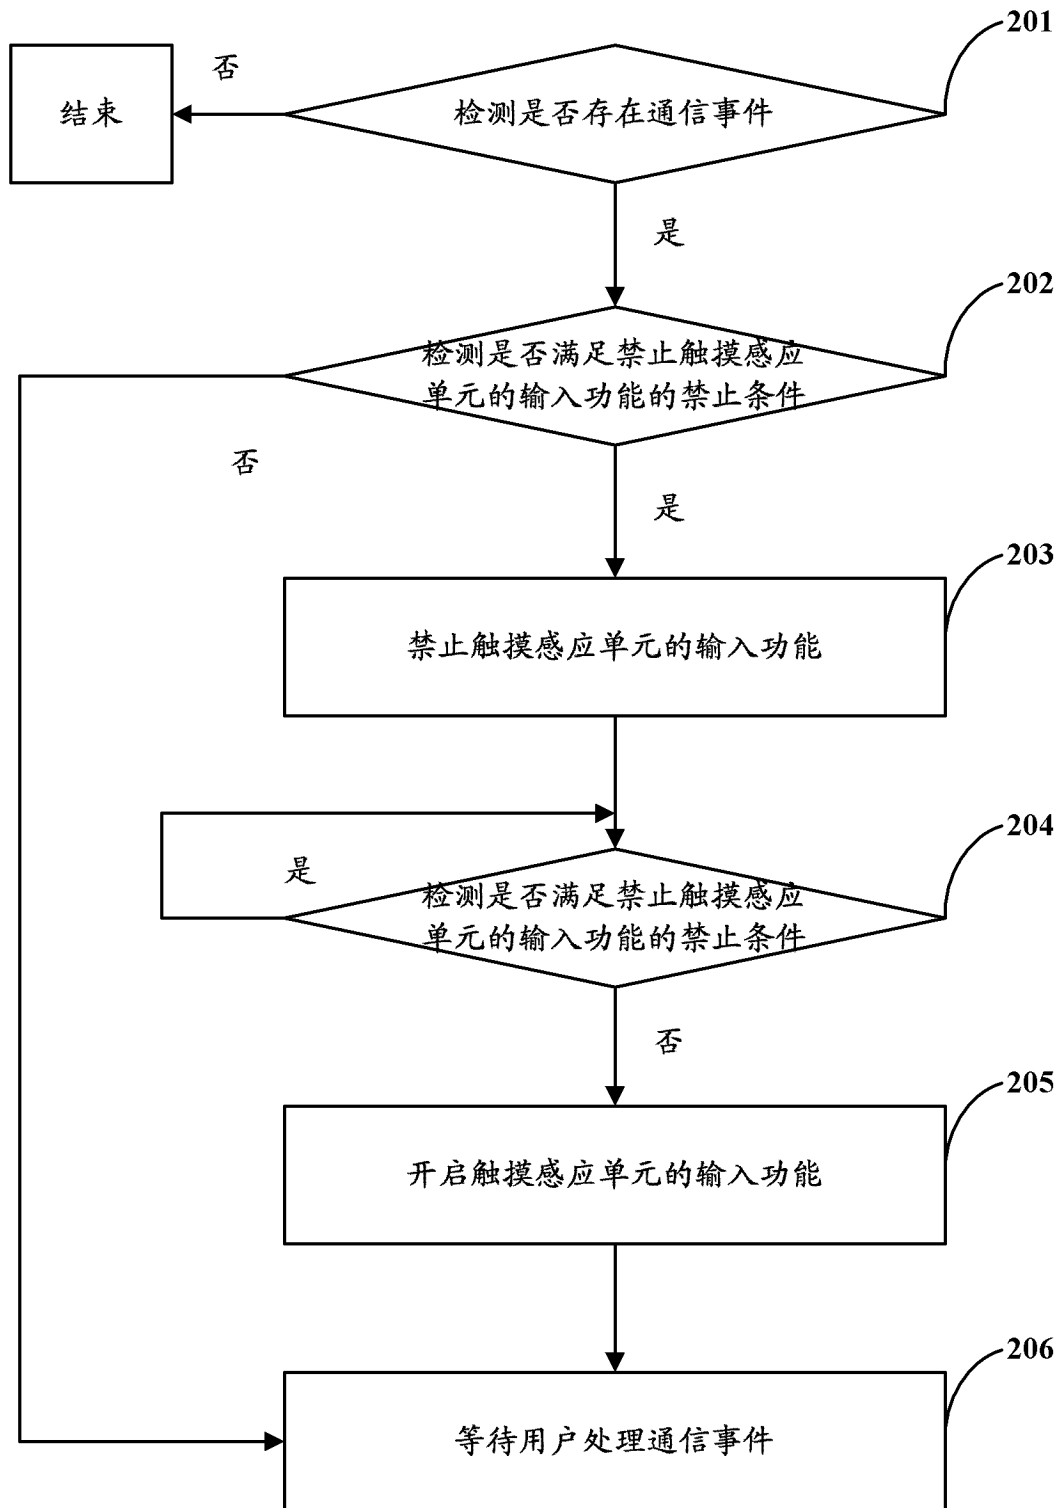 201
否
结束
检测是否存在通信事件
是
202
检测是否满足禁止触摸感应
单元的输入功能的禁止条件
否
是
203
禁止触摸感应单元的输入功能
204
是
检测是否满足禁止触摸感应
单元的输入功能的禁止条件
否
205
开启触摸感应单元的输入功能
206
等待用户处理通信事件